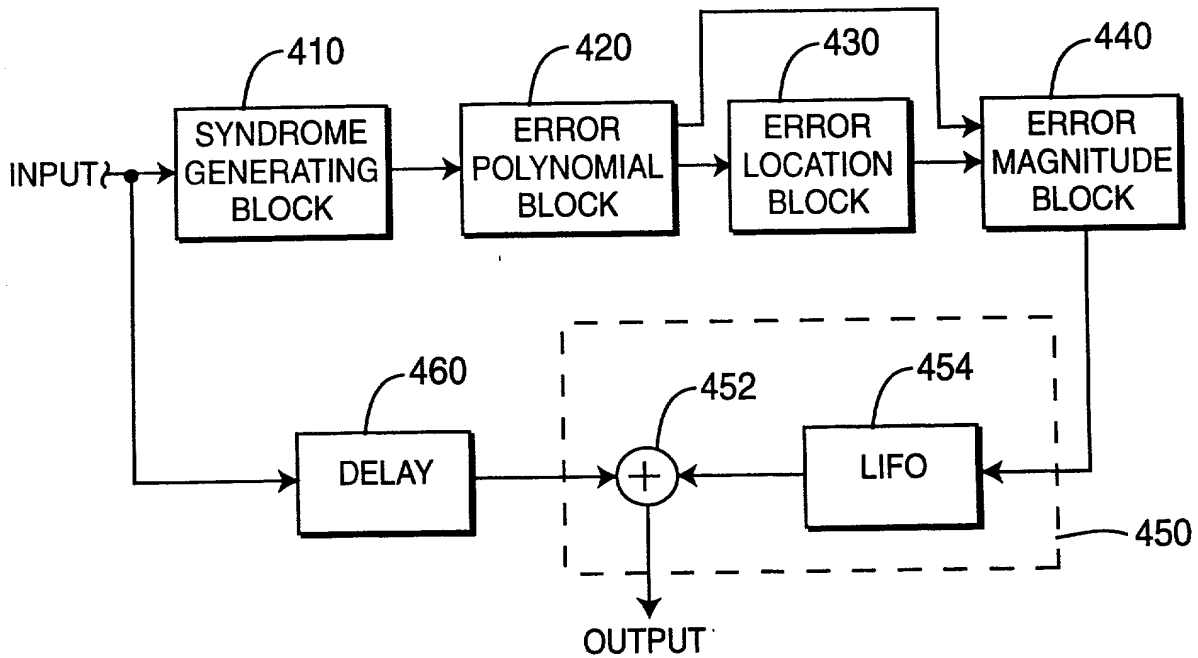 410
420
430
440
INPUT
SYNDROME
GENERATING
BLOCK
ERROR
POLYNOMIAL
BLOCK
ERROR
LOCATION
BLOCK
ERROR
MAGNITUDE
BLOCK
460
452
454
DELAY
+
LIFO
450
OUTPUT